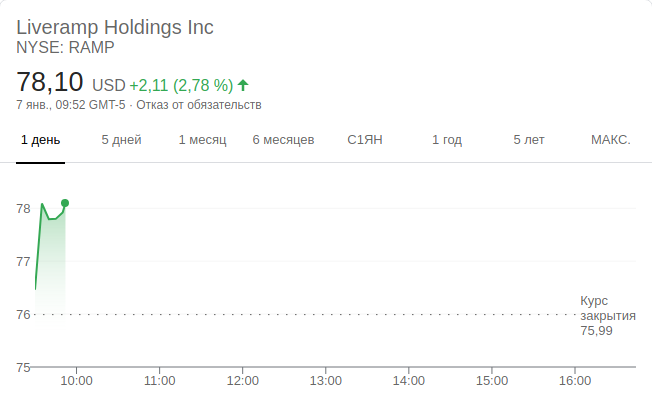 Liveramp Holdings Inc
NYSE: RAMP
78,10 USD +2,11 (2,78 %)
7 янв., 09:52 GMT-5 · Отказ от обязательств
1 день 5 дней 1 месяц 6 месяцев С1ЯН 1 год 5 лет МАКС.
78
77
76
75
Курс
закрытия
75,99
10:00 11:00 12:00 13:00 14:00 15:00 16:00